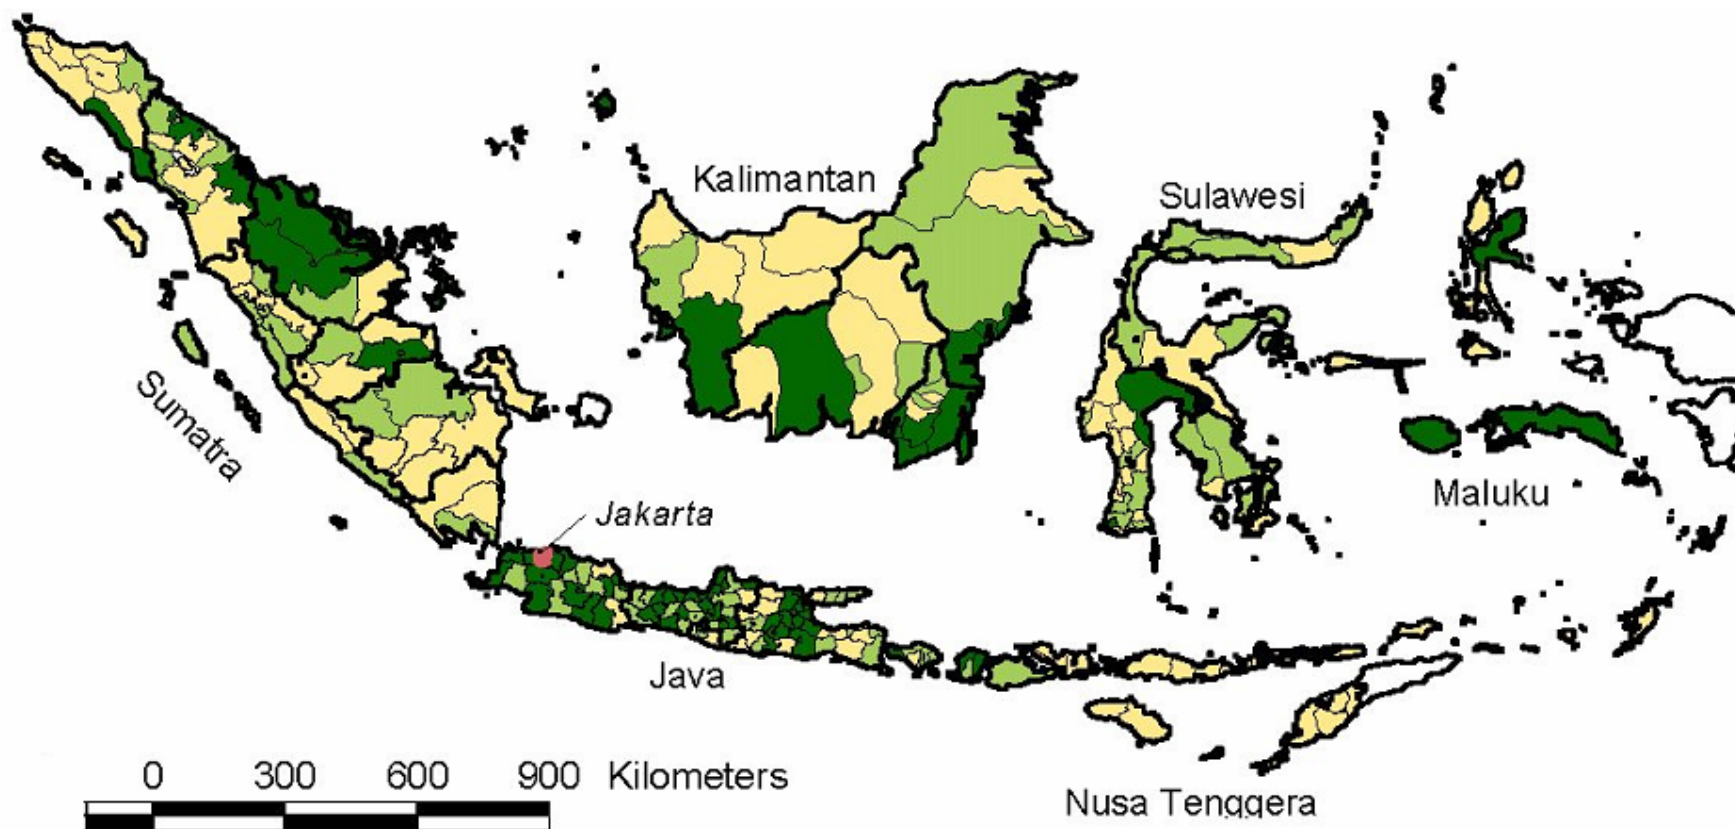 Kalimantan
Sulawesi
Sumatra
Maluku
Jakarta
Java
0 300 600 900 Kilometers
Nusa Tenggera